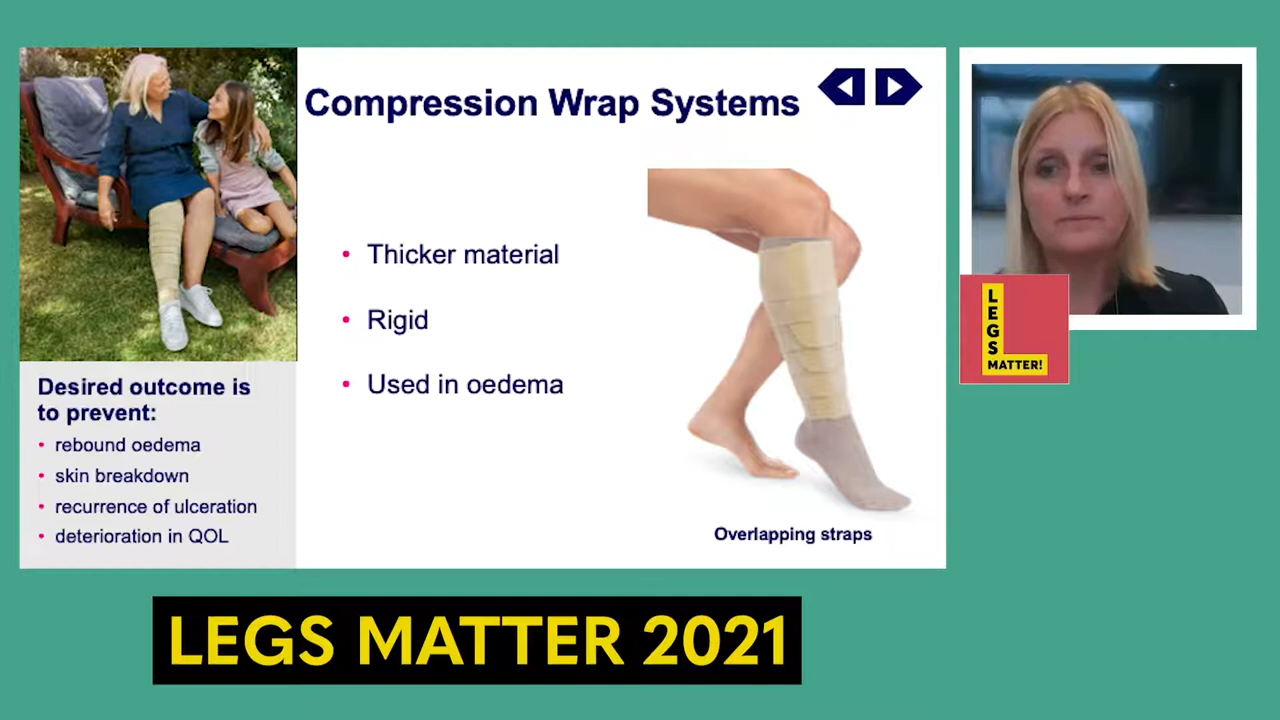 Compression Wrap Systems
• Thicker material
• Rigid
• Used in oedema
Overlapping straps
Desired outcome is
to prevent:
• rebound oedema
• skin breakdown
• recurrence of ulceration
• deterioration in QOL
LEGS
MATTER!
LEGS MATTER 2021